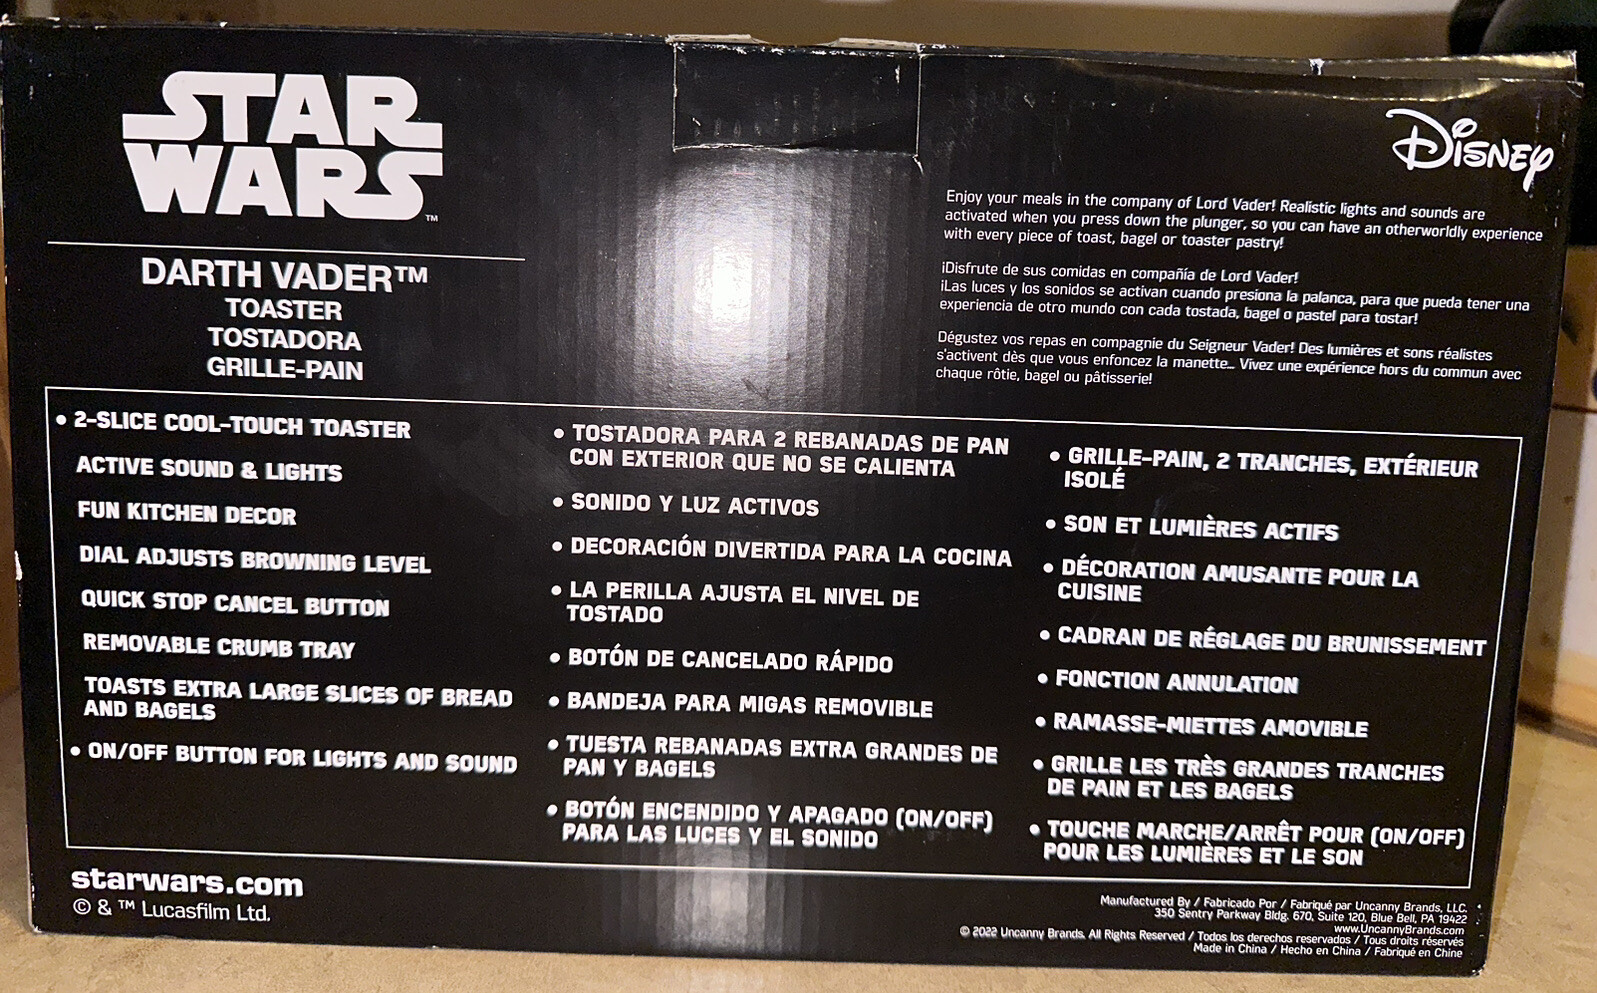 STAR
WARS™
DARTH VADER™
TOASTER
TOSTADORA
GRILLE-PAIN
Disney
Enjoy your meals in the company of Lord Vader! Realistic lights and sounds are
activated when you press down the plunger, so you can have an otherworldly experience
with every piece of toast, bagel or toaster pastry!
¡Disfrute de sus comidas en compañía de Lord Vader!
¡Las luces y los sonidos se activan cuando presiona la palanca, para que pueda tener una
experiencia de otro mundo con cada tostada, bagel o pastel para tostar!
Dégustez vos repas en compagnie du Seigneur Vader! Des lumières et sons réalistes
s'activent dès que vous enfoncez la manette... Vivez une expérience hors du commun avec
chaque rôtie, bagel ou pâtisserie!
• 2-SLICE COOL-TOUCH TOASTER
ACTIVE SOUND & LIGHTS
FUN KITCHEN DECOR
DIAL ADJUSTS BROWNING LEVEL
QUICK STOP CANCEL BUTTON
REMOVABLE CRUMB TRAY
TOASTS EXTRA LARGE SLICES OF BREAD
AND BAGELS
• ON/OFF BUTTON FOR LIGHTS AND SOUND
• TOSTADORA PARA 2 REBANADAS DE PAN
CON EXTERIOR QUE NO SE CALIENTA
• SONIDO Y LUZ ACTIVOS
• DECORACIÓN DIVERTIDA PARA LA COCINA
• LA PERILLA AJUSTA EL NIVEL DE
TOSTADO
• BOTÓN DE CANCELADO RÁPIDO
• BANDEJA PARA MIGAS REMOVIBLE
• TUESTA REBANADAS EXTRA GRANDES DE
PAN Y BAGELS
• BOTÓN ENCENDIDO Y APAGADO (ON/OFF)
PARA LAS LUCES Y EL SONIDO
• GRILLE-PAIN, 2 TRANCHES, EXTÉRIEUR
ISOLÉ
• SON ET LUMIÈRES ACTIFS
• DÉCORATION AMUSANTE POUR LA
CUISINE
• CADRAN DE RÉGLAGE DU BRUNISSEMENT
• FONCTION ANNULATION
• RAMASSE-MIETTES AMOVIBLE
• GRILLE LES TRÈS GRANDES TRANCHES
DE PAIN ET LES BAGELS
• TOUCHE MARCHE/ARRÊT POUR (ON/OFF)
POUR LES LUMIÈRES ET LE SON
starwars.com
© & ™ Lucasfilm Ltd.
Manufactured By / Fabricado Por / Fabriqué par Uncanny Brands, LLC.
350 Sentry Parkway Bldg. 670, Suite 120, Blue Bell, PA 19422
www.UncannyBrands.com
© 2022 Uncanny Brands. All Rights Reserved / Todos los derechos reservados / Tous droits réservés
Made in China / Hecho en China / Fabriqué en Chine